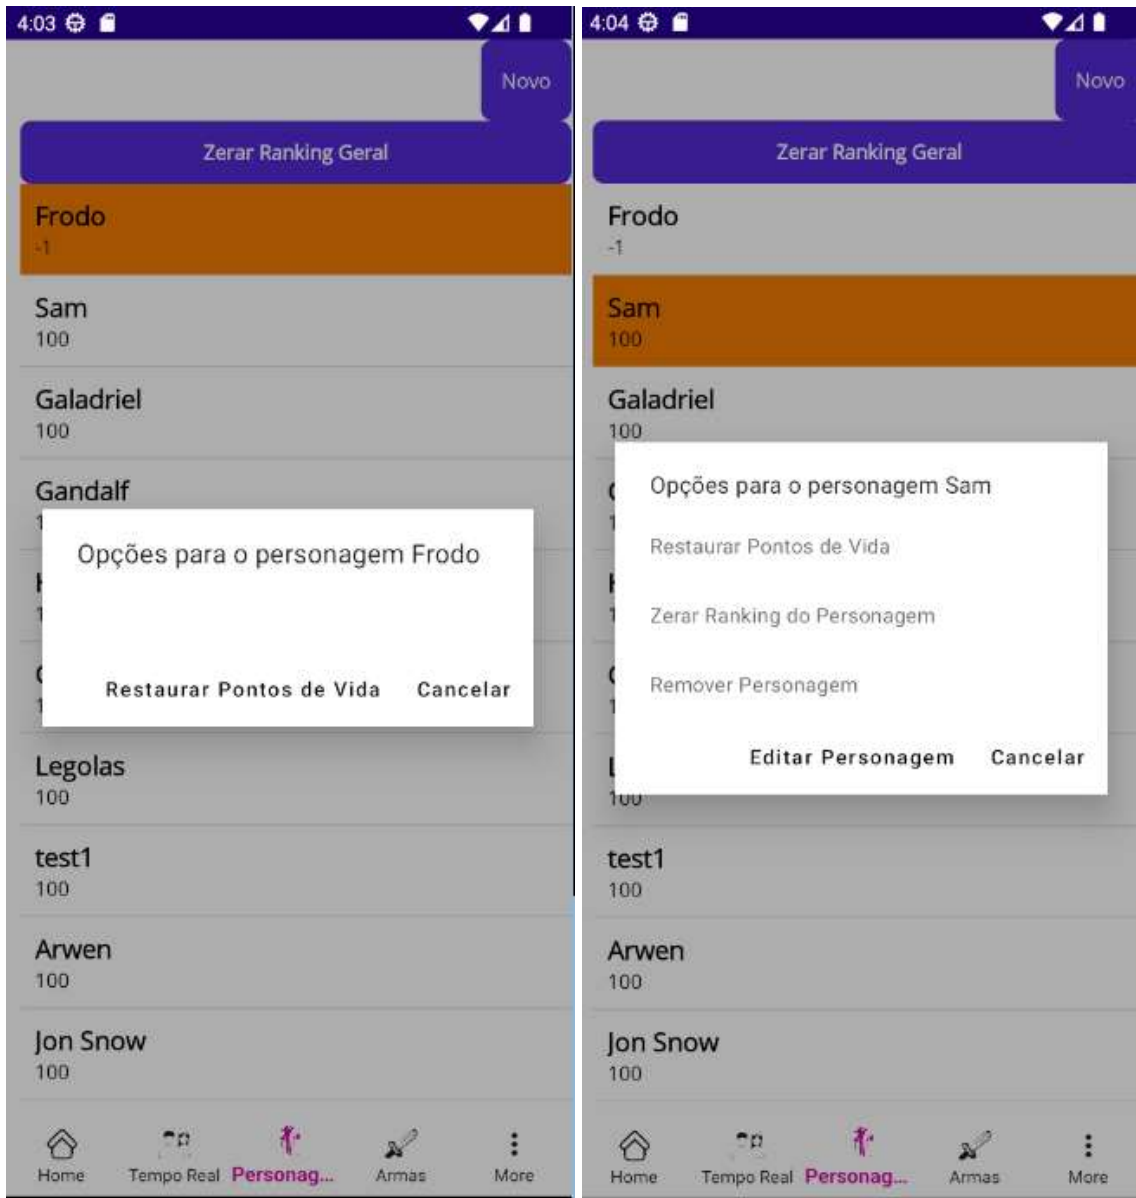 4:03
Novo
Zerar Ranking Geral
Frodo
-1
Sam
100
Galadriel
100
Gandalf
Opções para o personagem Frodo
Restaurar Pontos de Vida Cancelar
Legolas
100
test1
100
Arwen
100
Jon Snow
100
Home Tempo Real Personag... Armas More
4:04
Novo
Zerar Ranking Geral
Frodo
-1
Sam
100
Galadriel
100
Opções para o personagem Sam
Restaurar Pontos de Vida
Zerar Ranking do Personagem
Remover Personagem
Editar Personagem Cancelar
100
test1
100
Arwen
100
Jon Snow
100
Home Tempo Real Personag... Armas More